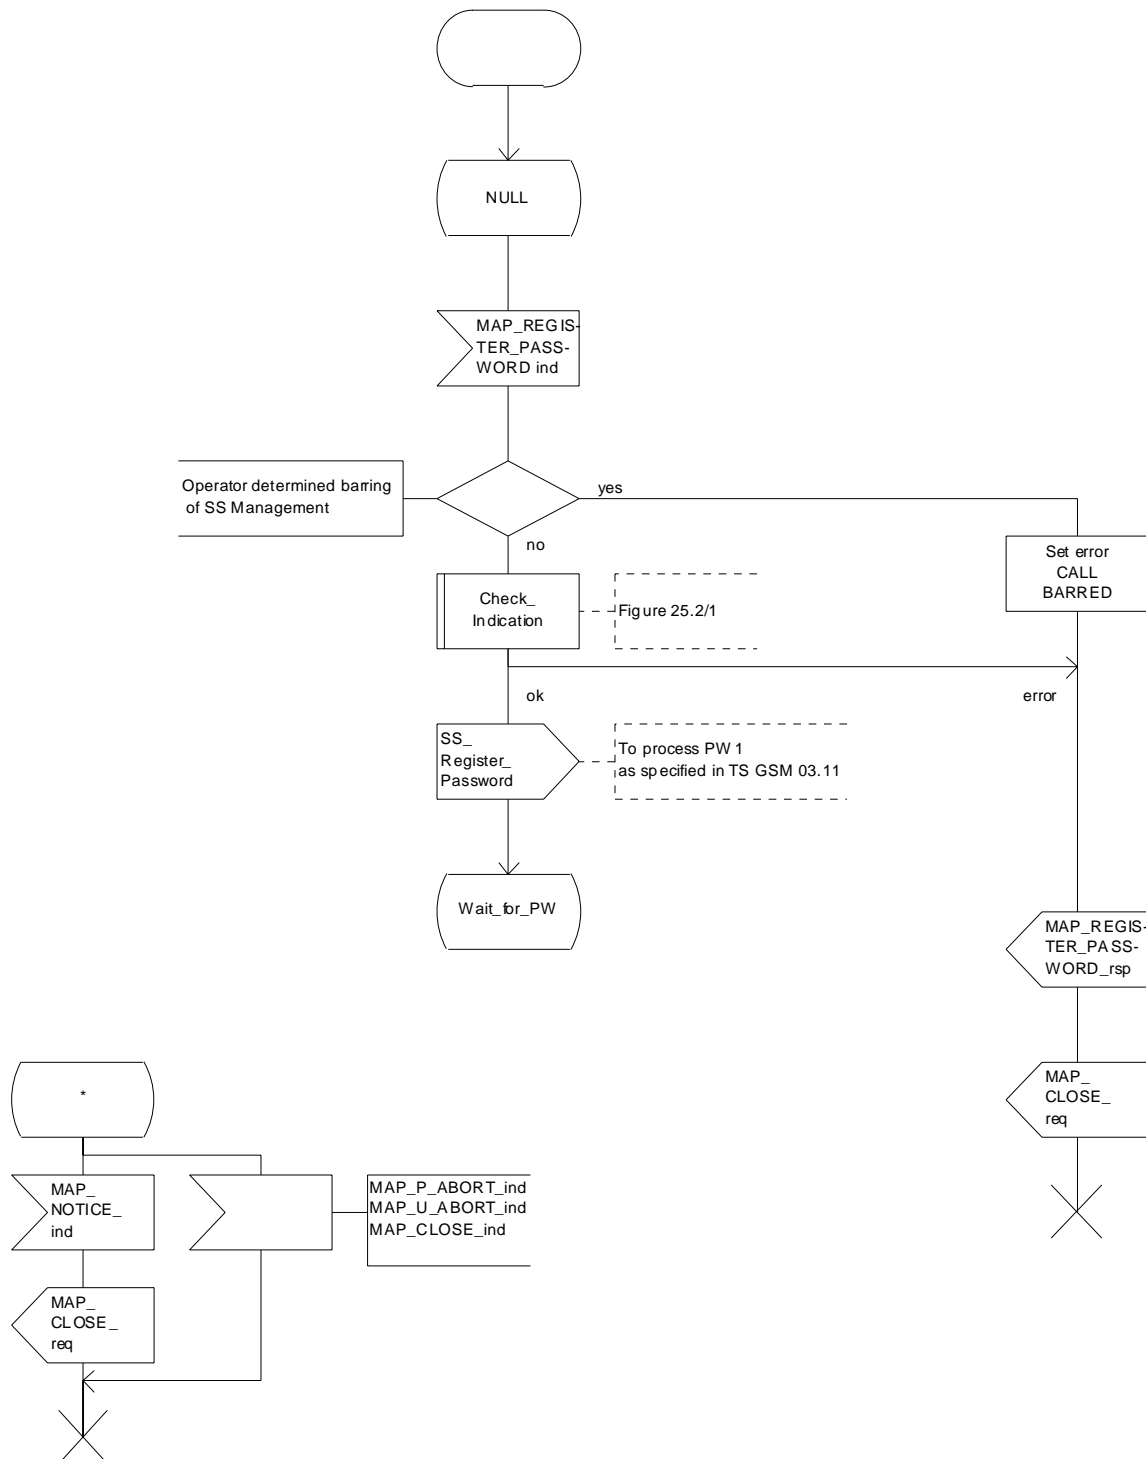 NULL
MAP_REGIS-
TER_PASS-
WORD ind
Operator determined barring
of SS Management
yes
no
Set error
CALL
BARRED
Check_
Indication
Figure 25.2/1
ok
error
SS_
Register_
Password
To process PW 1
as specified in TS GSM 03.11
Wait_for_PW
MAP_REGIS-
TER_PASS-
WORD_rsp
MAP_
CLOSE_
req
*
MAP_
NOTICE_
ind
MAP_P_ABORT_ind
MAP_U_ABORT_ind
MAP_CLOSE_ind
MAP_
CLOSE_
req